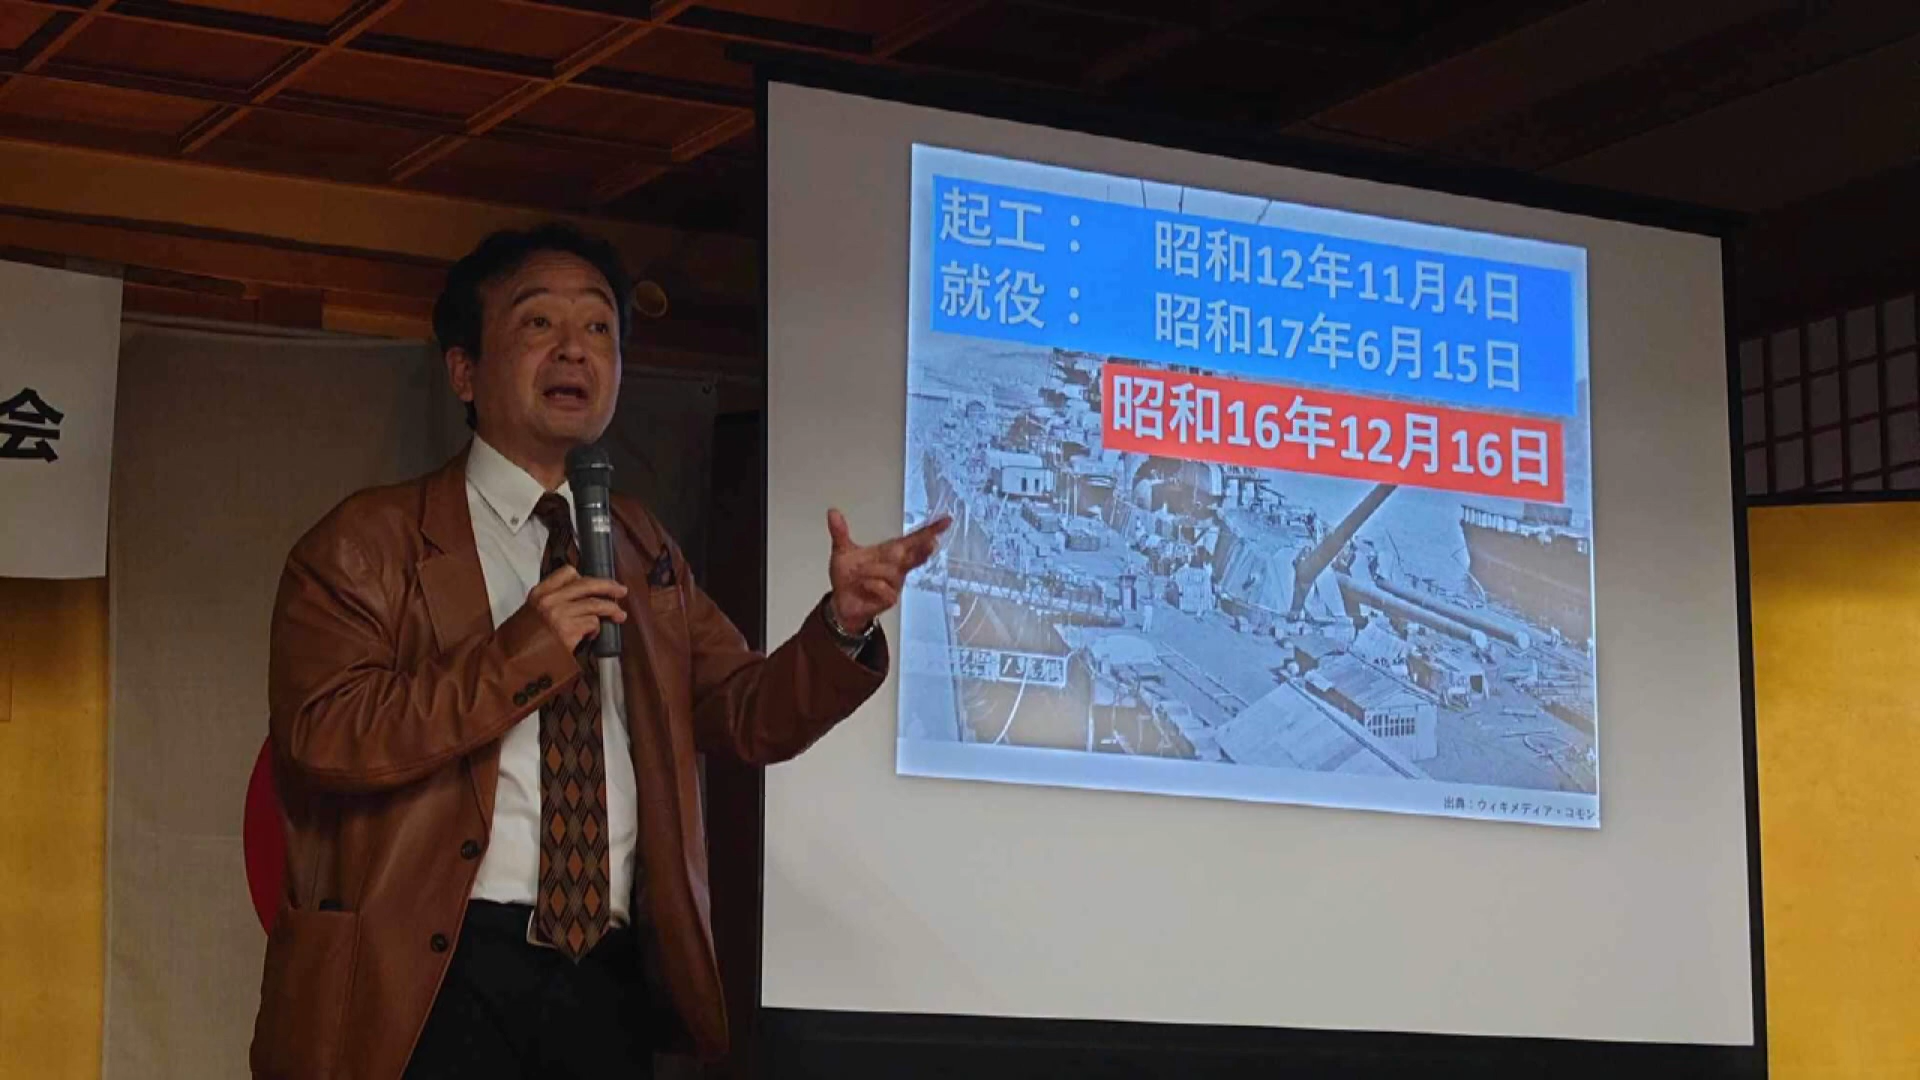 会
起工： 昭和12年11月4日
就役： 昭和17年6月15日
昭和16年12月16日
出典：ウィキメディア・コモン